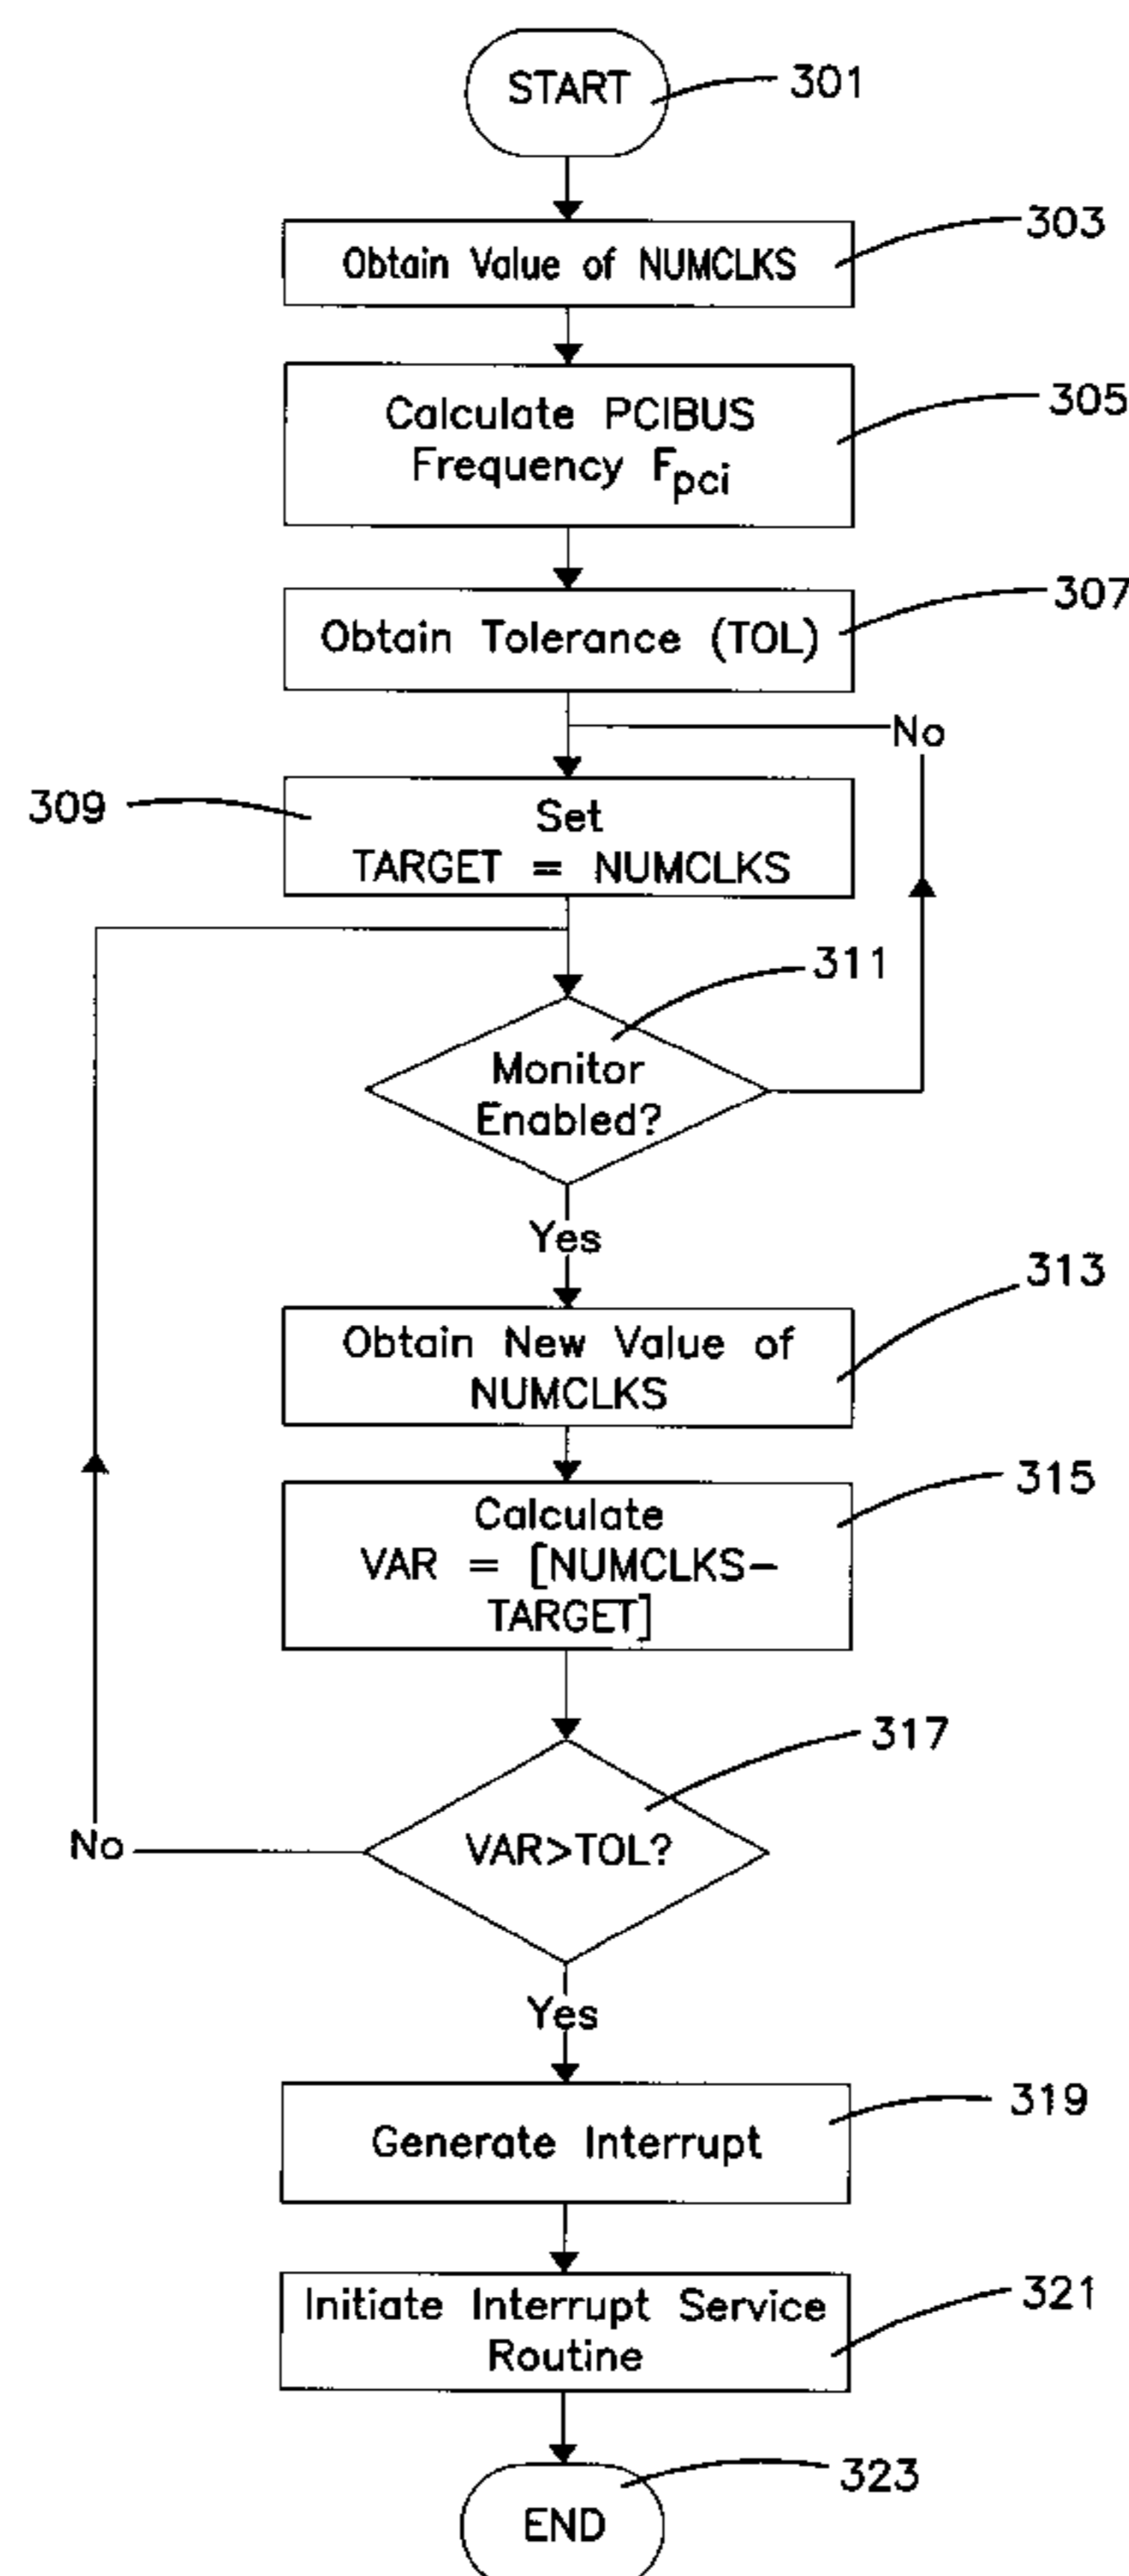 START
301
303
Obtain Value of NUMCLKS
305
Calculate PCIBUS
Frequency Fpci
307
Obtain Tolerance (TOL)
No
309
Set
TARGET = NUMCLKS
311
Monitor
Enabled?
Yes
313
Obtain New Value of
NUMCLKS
315
Calculate
VAR = [NUMCLKS-
TARGET]
317
No
VAR>TOL?
Yes
319
Generate Interrupt
321
Initiate Interrupt Service
Routine
323
END